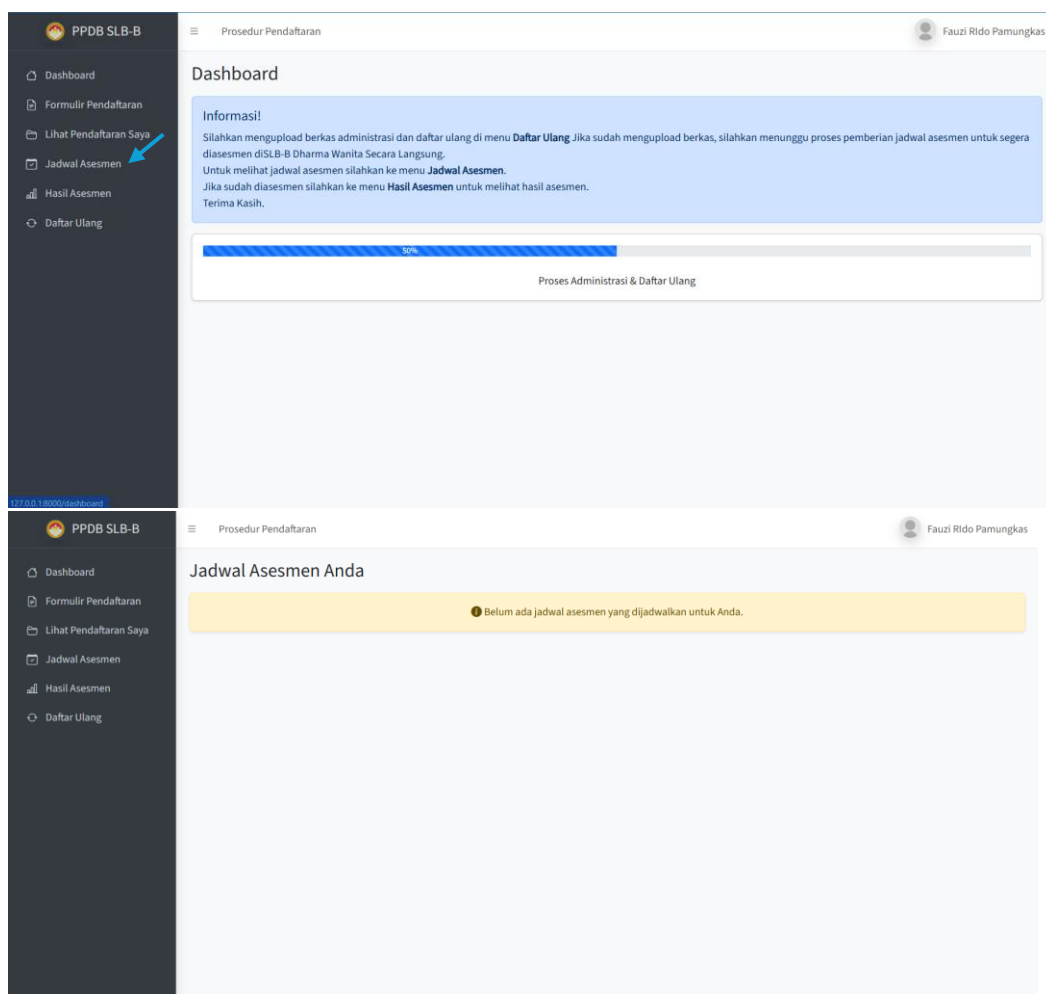 PPDB SLB-B
Prosedur Pendaftaran
Fauzi RIdo Pamungkas
Dashboard
Formulir Pendaftaran
Lihat Pendaftaran Saya
Jadwal Asesmen
Hasil Asesmen
Daftar Ulang
Dashboard
Informasi!
Silahkan mengupload berkas administrasi dan daftar ulang di menu Daftar Ulang Jika sudah mengupload berkas, silahkan menunggu proses pemberian jadwal asesmen untuk segera
diasesmen diSLB-B Dharma Wanita Secara Langsung.
Untuk melihat jadwal asesmen silahkan ke menu Jadwal Asesmen.
Jika sudah diasesmen silahkan ke menu Hasil Asesmen untuk melihat hasil asesmen.
Terima Kasih.
50%
Proses Administrasi & Daftar Ulang
127.0.0.1:8000/dashboard
PPDB SLB-B
Prosedur Pendaftaran
Fauzi RIdo Pamungkas
Dashboard
Formulir Pendaftaran
Lihat Pendaftaran Saya
Jadwal Asesmen
Hasil Asesmen
Daftar Ulang
Jadwal Asesmen Anda
Belum ada jadwal asesmen yang dijadwalkan untuk Anda.